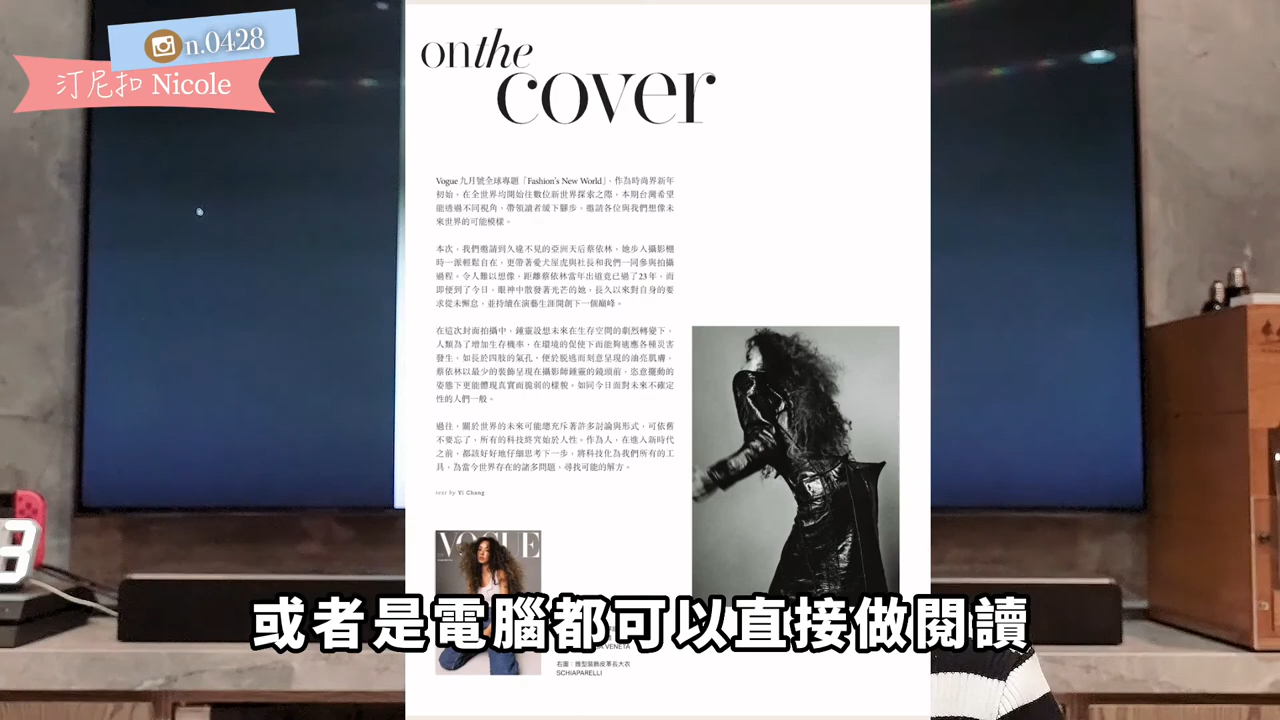 n.0428
汀尼扣 Nicole
on the
cover
Vogue 九月號全球專題「Fashion's New World」，作為時尚界新年
初始，在全世界均開始往數位新世界探索之際，本期台灣希望
能透過不同視角，帶領讀者緩下腳步，邀請各位與我們想像未
來世界的可能模樣。
本次，我們邀請到久違不見的亞洲天后蔡依林，她步入攝影棚
時一派輕鬆自在，更帶著愛犬屋虎與社長和我們一同參與拍攝
過程。令人難以想像，距離蔡依林當年出道竟已過了23年，而
即便到了今日，眼神中散發著光芒的她，長久以來對自身的要
求從未懈怠，並持續在演藝生涯開創下一個巔峰。
在這次封面拍攝中，鍾靈設想未來在生存空間的劇烈轉變下，
人類為了增加生存機率，在環境的促使下而能夠適應各種災害
發生，如長於四肢的氣孔、便於脫逃而刻意呈現的油亮肌膚，
蔡依林以最少的裝飾呈現在攝影師鍾靈的鏡頭前，恣意擺動的
姿態下更能體現真實而脆弱的樣貌。如同今日面對未來不確定
性的人們一般。
過往，關於世界的未來可能總充斥著許多討論與形式，可依舊
不要忘了，所有的科技終究始於人性。作為人，在進入新時代
之前，都該好好地仔細思考下一步，將科技化為我們所有的工
具，為當今世界存在的諸多問題，尋找可能的解方。
text by Yi Chang
VOGUE
3
或者是電腦都可以直接做閱讀
VENETA
右圖：雕型裝飾皮革長大衣
SCHIAPARELLI